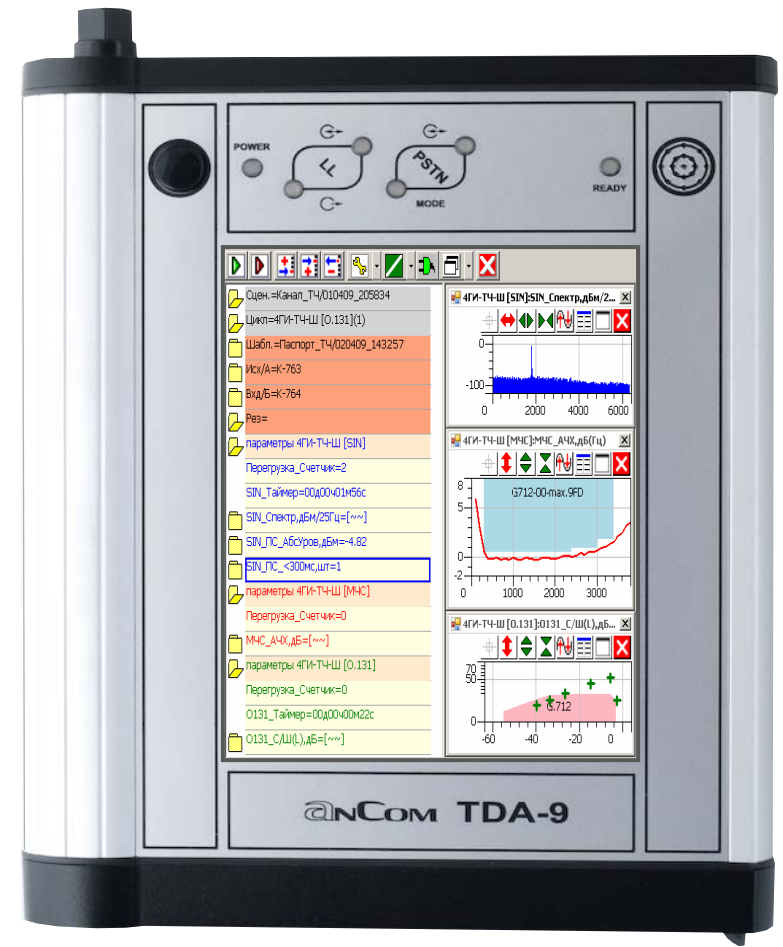 POWER
LL
PSTN
MODE
READY
Сцен.=Канал_ТЧ/010409_205834
Цикл=4ГИ-ТЧ-Ш [O.131](1)
Шабл.=Паспорт_ТЧ/020409_143257
Исх/А=К-763
Вхд/Б=К-764
Рез=
параметры 4ГИ-ТЧ-Ш [SIN]
Перегрузка_Счетчик=2
SIN_Таймер=00д00ч01м56с
SIN_Спектр,дБм/25Гц=[~~]
SIN_ПС_АбсУров,дБм=-4.82
SIN_ПС_<300мс,шт=1
параметры 4ГИ-ТЧ-Ш [МЧС]
Перегрузка_Счетчик=0
МЧС_АЧХ,дБ=[~~]
параметры 4ГИ-ТЧ-Ш [O.131]
Перегрузка_Счетчик=0
O131_Таймер=00д00ч00м22с
O131_С/Ш(L),дБ=[~~]
4ГИ-ТЧ-Ш [SIN]:SIN_Спектр,дБм/2...
0
-100
0 2000 4000 6000
4ГИ-ТЧ-Ш [МЧС]:МЧС_АЧХ,дБ(Гц)
8
G712-00-max.9FD
5
0
-2
0 1000 2000 3000
4ГИ-ТЧ-Ш [O.131]:O131_С/Ш(L),дБ...
70
50
G.712
0
-60 -40 -20 0
anCom TDA-9